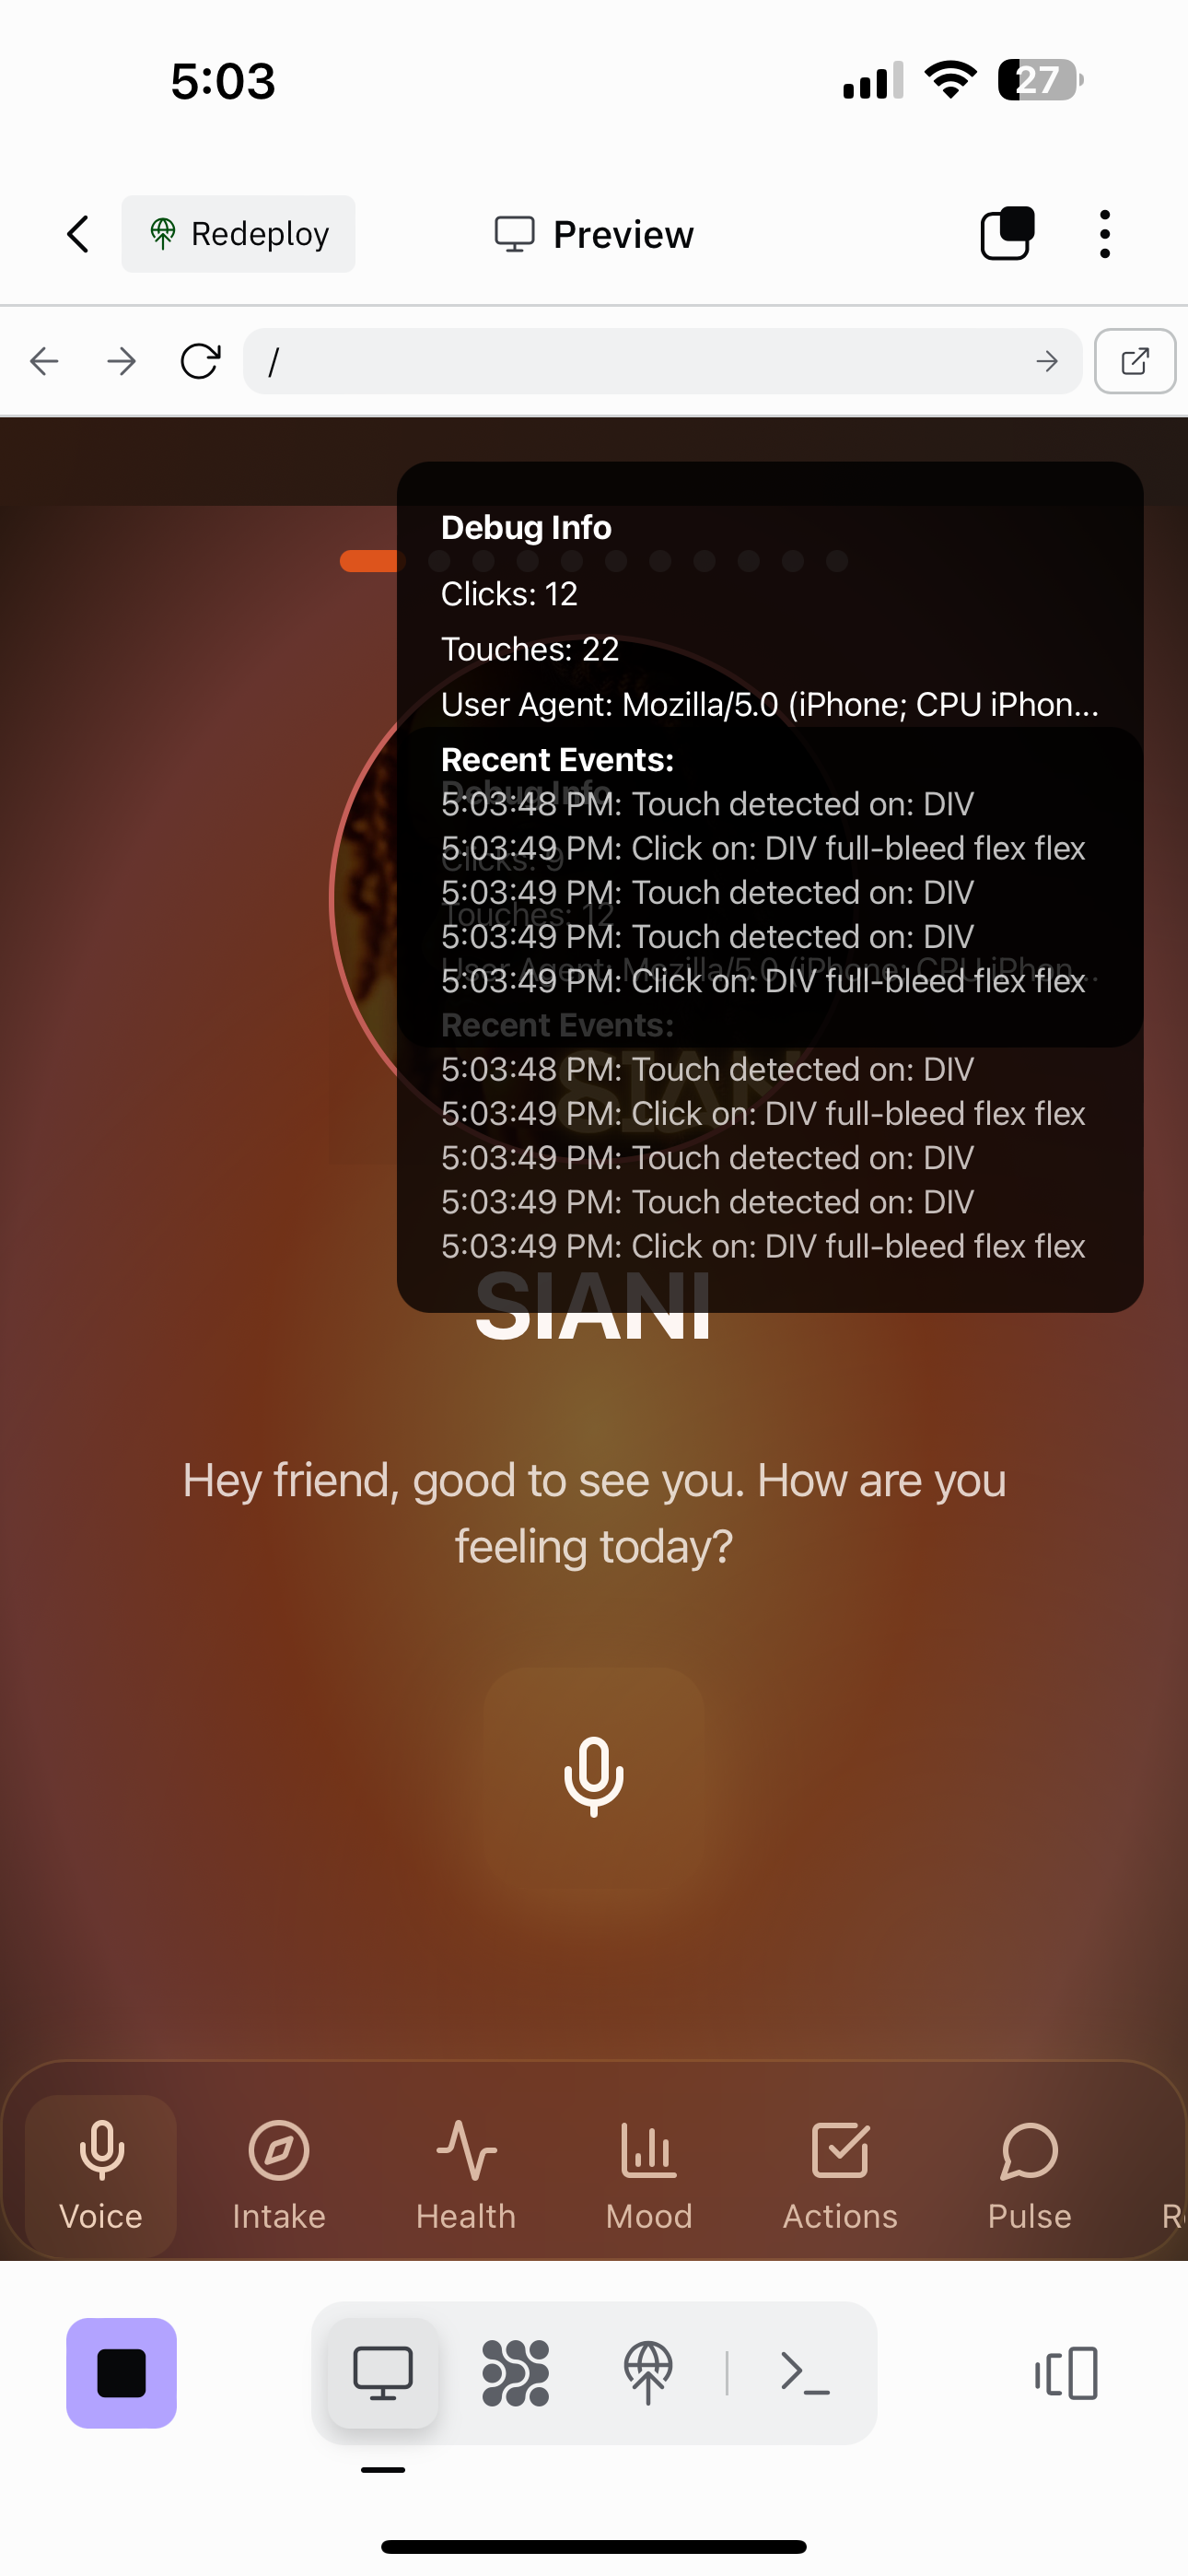 5:03
27
Redeploy
Preview
/
Debug Info
Clicks: 12
Touches: 22
User Agent: Mozilla/5.0 (iPhone; CPU iPhon...
Recent Events:
Debug Info
5:03:48 PM: Touch detected on: DIV
5:03:49 PM: Click on: DIV full-bleed flex flex
Clicks: 9
5:03:49 PM: Touch detected on: DIV
Touches: 12
5:03:49 PM: Touch detected on: DIV
User Agent: Mozilla/5.0 (iPhone; CPU iPhon...
5:03:49 PM: Click on: DIV full-bleed flex flex
Recent Events:
5:03:48 PM: Touch detected on: DIV
SIANI
5:03:49 PM: Click on: DIV full-bleed flex flex
5:03:49 PM: Touch detected on: DIV
5:03:49 PM: Touch detected on: DIV
5:03:49 PM: Click on: DIV full-bleed flex flex
SIANI
Hey friend, good to see you. How are you
feeling today?
Voice
Intake
Health
Mood
Actions
Pulse